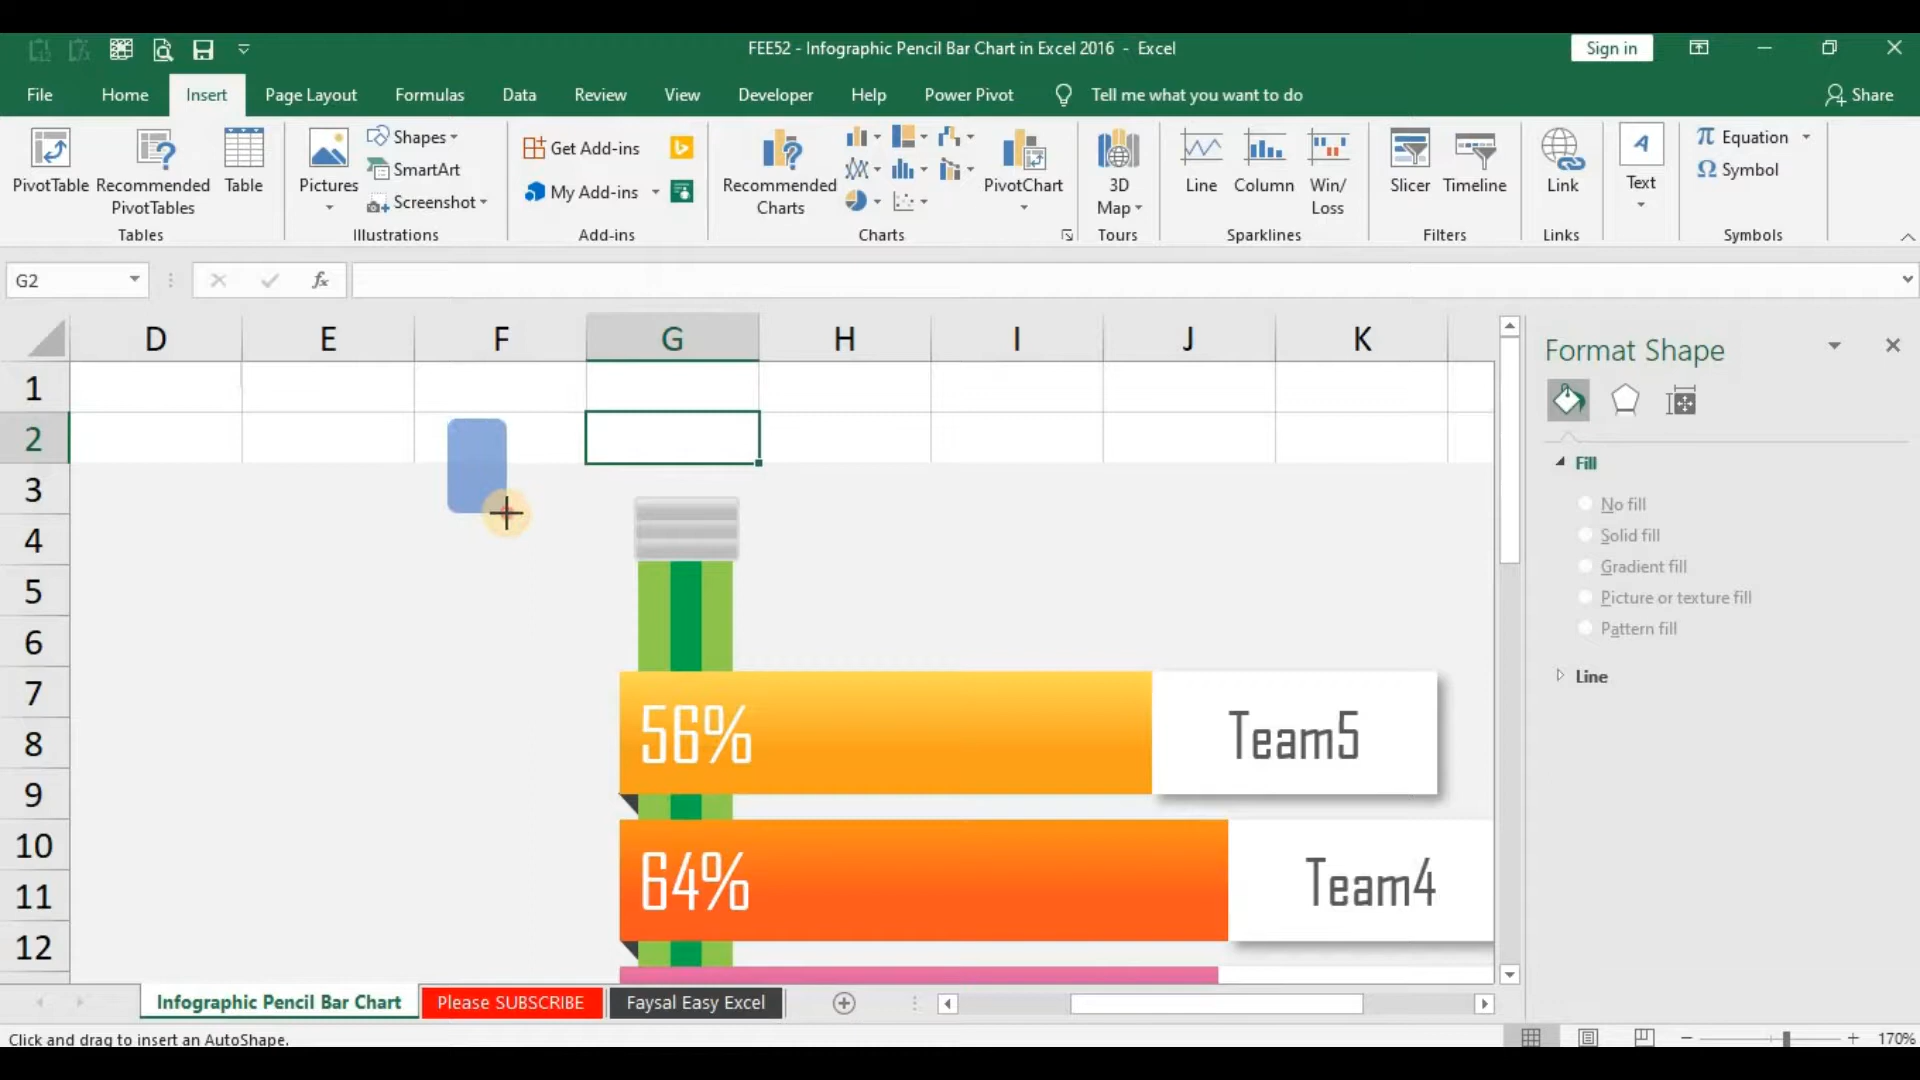 FEE52 - Infographic Pencil Bar Chart in Excel 2016 - Excel
Sign in
File Home Insert Page Layout Formulas Data Review View Developer Help Power Pivot Tell me what you want to do Share
PivotTable
Recommended PivotTables
Table
Tables
Pictures
Shapes
SmartArt
Screenshot
Illustrations
Get Add-ins
My Add-ins
Add-ins
Recommended Charts
PivotChart
Charts
3D Map
Tours
Line
Column
Win/Loss
Sparklines
Slicer
Timeline
Filters
Link
Links
Text
Equation
Symbol
Symbols
G2
fx
D E F G H I J K
1
2
3
4
5
6
7
8
9
10
11
12
56% Team5
64% Team4
Format Shape
Fill
No fill
Solid fill
Gradient fill
Picture or texture fill
Pattern fill
Line
Infographic Pencil Bar Chart Please SUBSCRIBE Faysal Easy Excel
Click and drag to insert an AutoShape.
170%